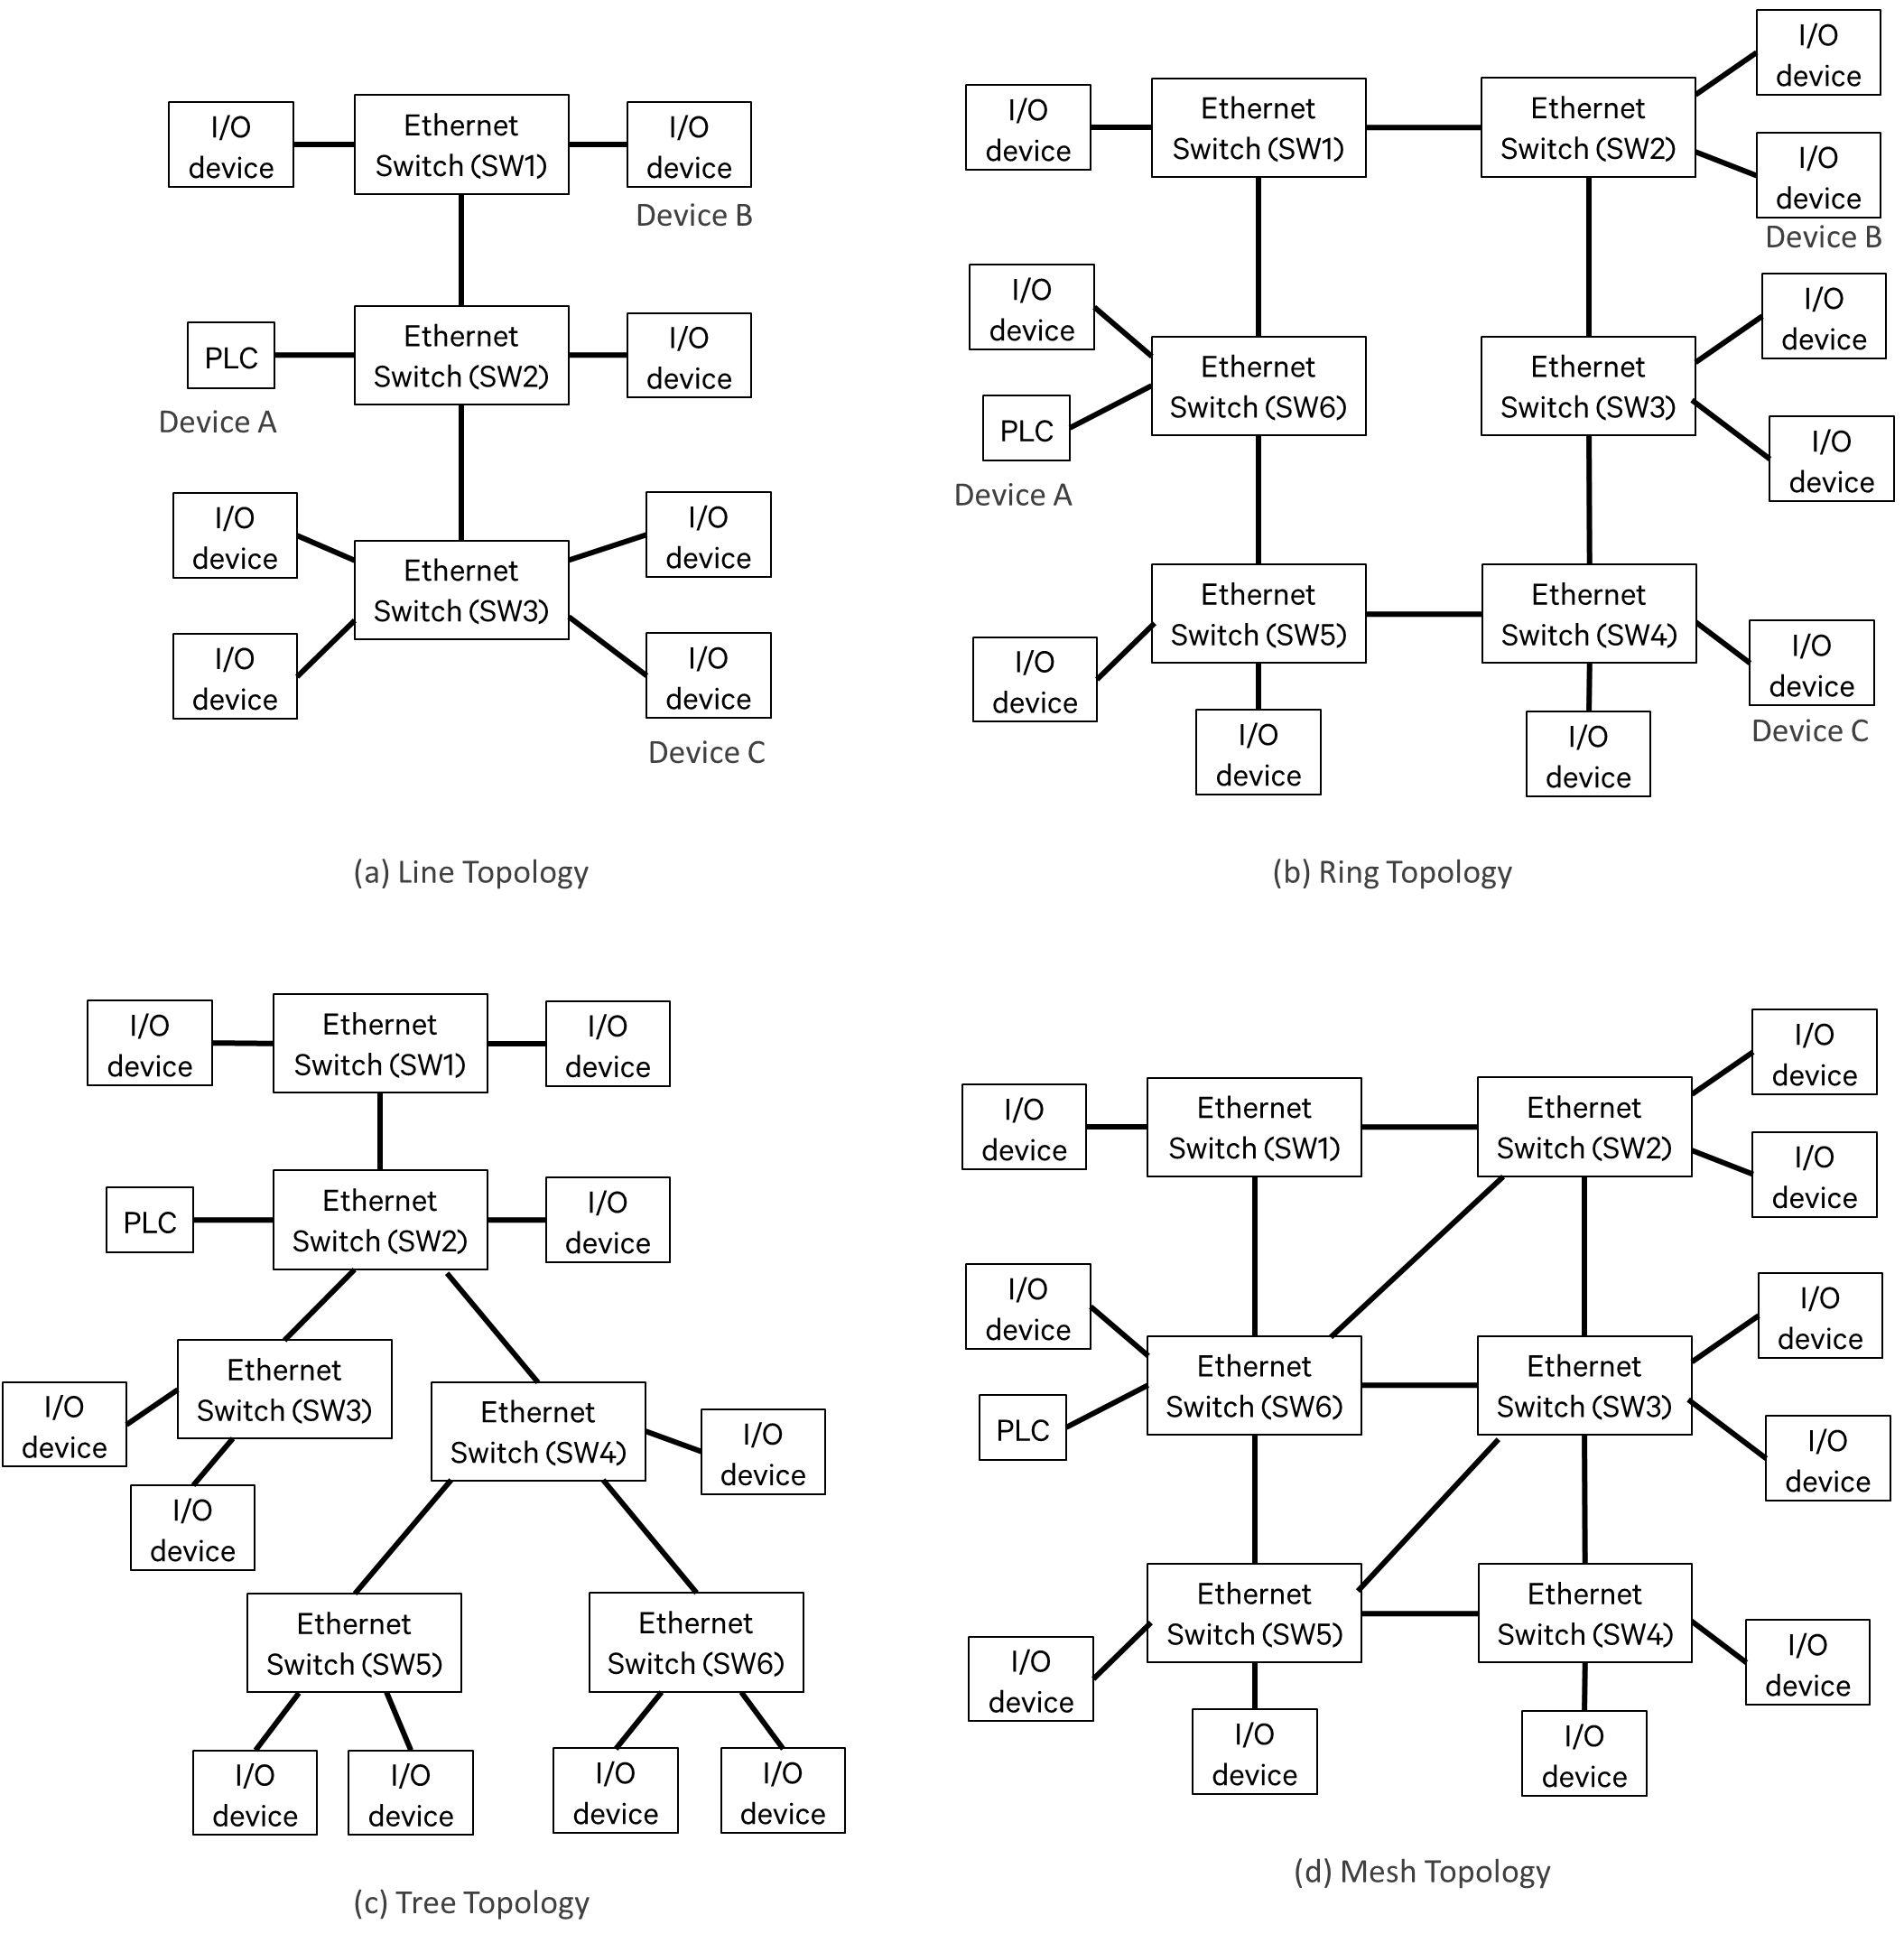 I/O
device
Ethernet
Switch (SW1)
I/O
device
Device B
PLC
Device A
Ethernet
Switch (SW2)
I/O
device
I/O
device
Ethernet
Switch (SW3)
I/O
device
I/O
device
I/O
device
Device C
(a) Line Topology
I/O
device
Ethernet
Switch (SW1)
Ethernet
Switch (SW2)
I/O
device
I/O
device
Device B
I/O
device
PLC
Device A
Ethernet
Switch (SW6)
Ethernet
Switch (SW3)
I/O
device
I/O
device
I/O
device
Ethernet
Switch (SW5)
Ethernet
Switch (SW4)
I/O
device
Device C
I/O
device
I/O
device
(b) Ring Topology
I/O
device
Ethernet
Switch (SW1)
I/O
device
PLC
Ethernet
Switch (SW2)
I/O
device
Ethernet
Switch (SW3)
I/O
device
I/O
device
Ethernet
Switch (SW4)
I/O
device
Ethernet
Switch (SW5)
Ethernet
Switch (SW6)
I/O
device
I/O
device
I/O
device
I/O
device
(c) Tree Topology
I/O
device
Ethernet
Switch (SW1)
Ethernet
Switch (SW2)
I/O
device
I/O
device
I/O
device
PLC
Ethernet
Switch (SW6)
Ethernet
Switch (SW3)
I/O
device
I/O
device
I/O
device
Ethernet
Switch (SW5)
Ethernet
Switch (SW4)
I/O
device
I/O
device
I/O
device
(d) Mesh Topology